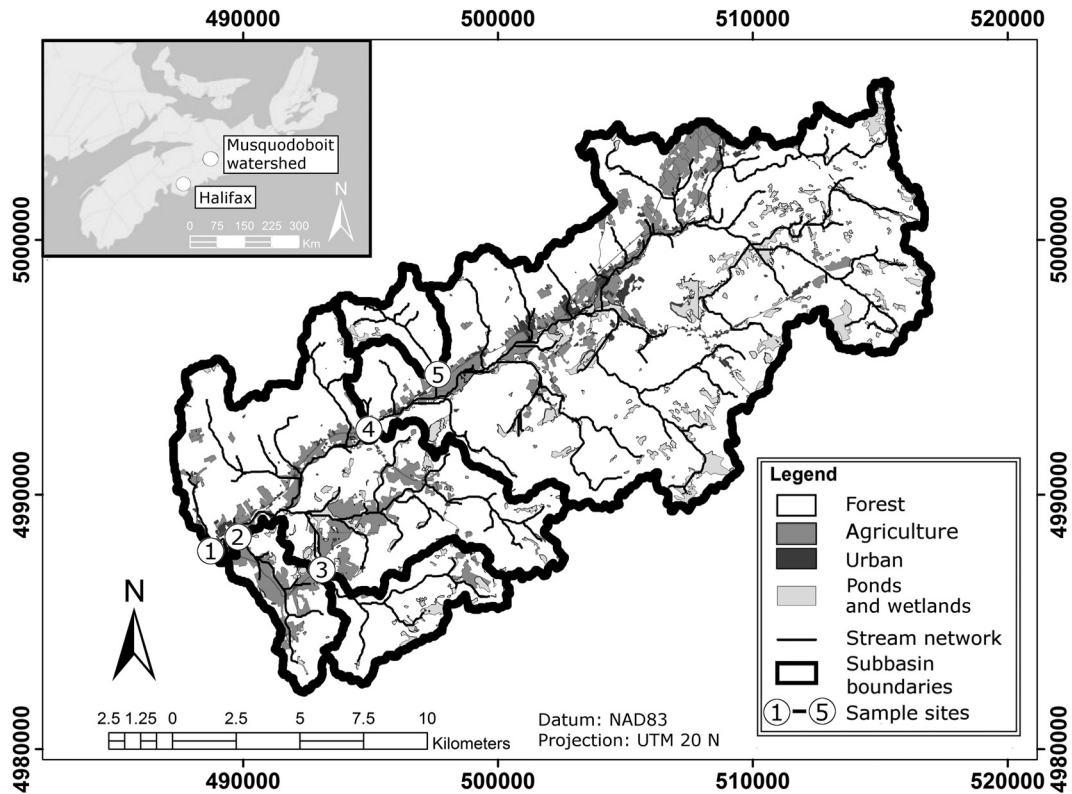 490000
500000
510000
520000
5000000
4990000
4980000
5000000
4990000
4980000
Musquodoboit
watershed
Halifax
N
0 75 150 225 300
Km
5
4
2
1
3
N
2.5 1.25 0 2.5 5 7.5 10
Kilometers
Datum: NAD83
Projection: UTM 20 N
Legend
Forest
Agriculture
Urban
Ponds
and wetlands
Stream network
Subbasin
boundaries
1 – 5 Sample sites
490000
500000
510000
520000